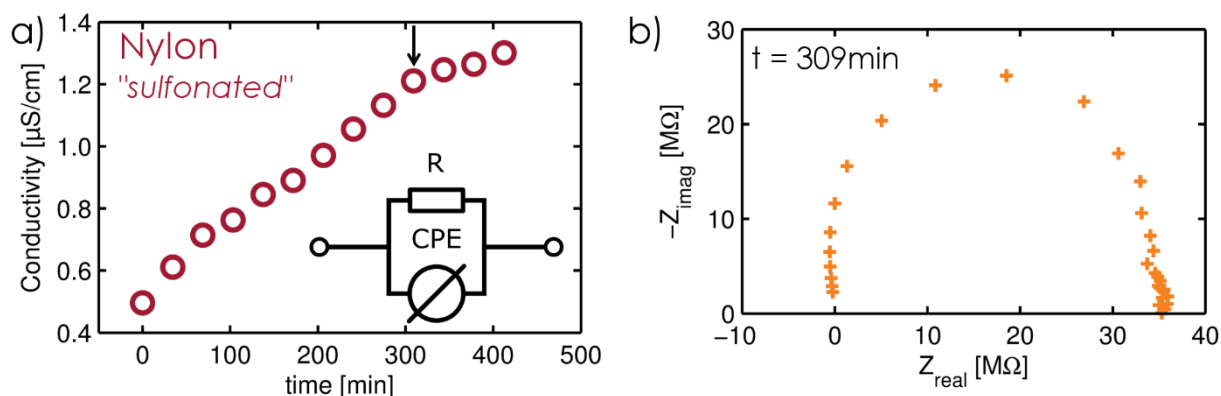 a)
Nylon
"sulfonated"
Conductivity [µS/cm]
1.4
1.2
1.0
0.8
0.6
0.4
R
CPE
0 100 200 300 400 500
time [min]
b)
t = 309min
-Z imag [MΩ]
30
20
10
0
−10 0 10 20 30 40
Z real [MΩ]